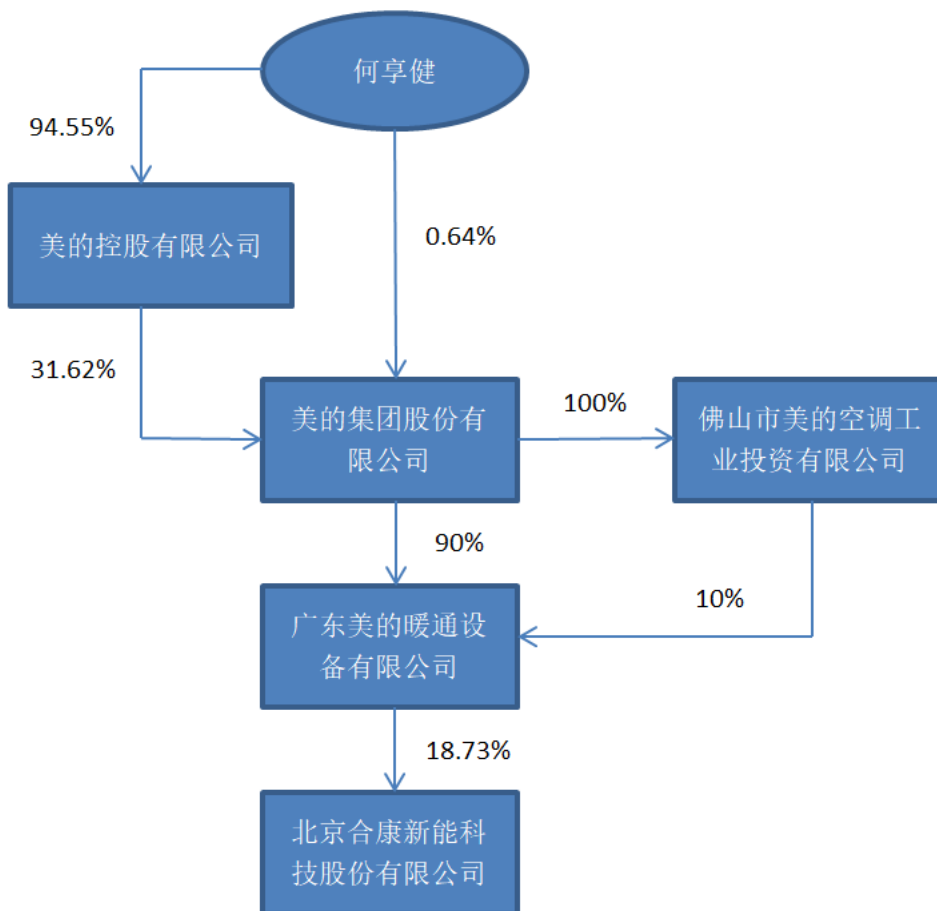 何享健
94.55%
美的控股有限公司
0.64%
31.62%
美的集团股份有
限公司
100%
佛山市美的空调工
业投资有限公司
90%
10%
广东美的暖通设
备有限公司
18.73%
北京合康新能科
技股份有限公司